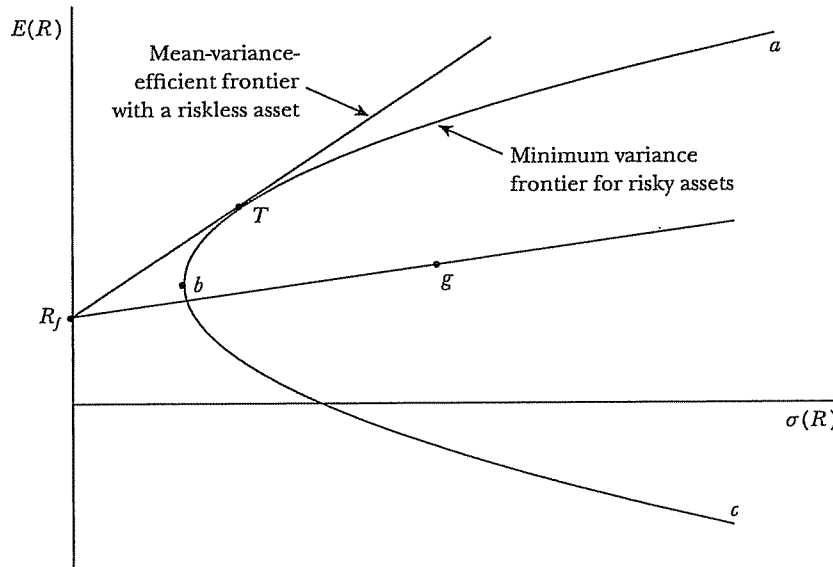 E(R)
a
Mean-variance-
efficient frontier
with a riskless asset
Minimum variance
frontier for risky assets
T
g
b
R_f
σ(R)
c